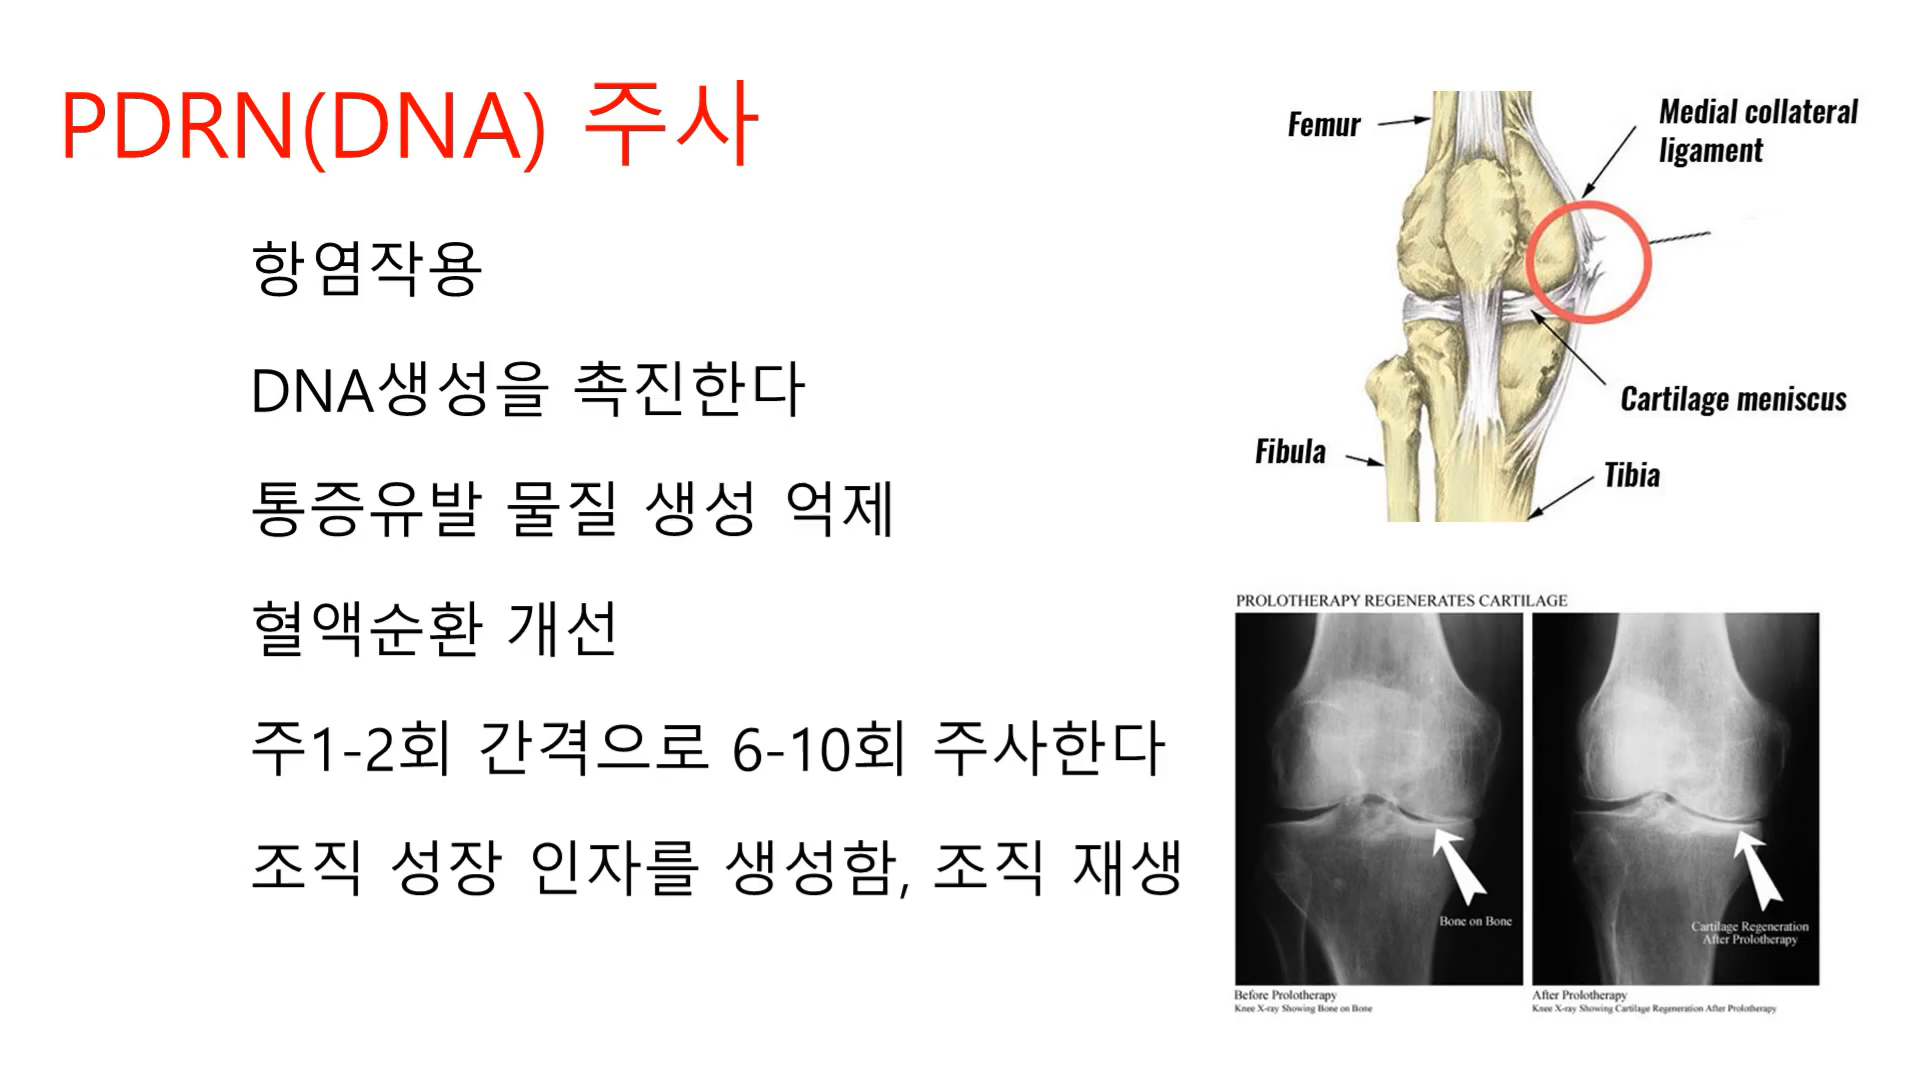 PDRN(DNA) 주사
항염작용
DNA생성을 촉진한다
통증유발 물질 생성 억제
혈액순환 개선
주1-2회 간격으로 6-10회 주사한다
조직 성장 인자를 생성함, 조직 재생
Femur
Medial collateral
ligament
Cartilage meniscus
Fibula
Tibia
PROLOTHERAPY REGENERATES CARTILAGE
Bone on Bone
Cartilage Regeneration
After Prolotherapy
Before Prolotherapy
Knee X-ray Showing Bone on Bone
After Prolotherapy
Knee X-ray Showing Cartilage Regeneration After Prolotherapy